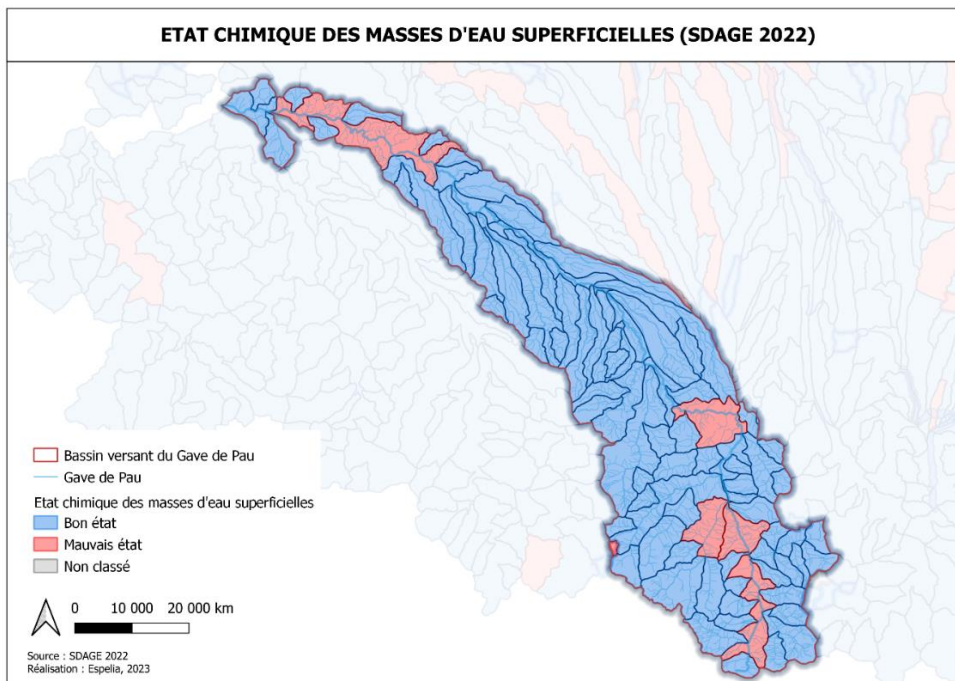 ETAT CHIMIQUE DES MASSES D'EAU SUPERFICIELLES (SDAGE 2022)
Bassin versant du Gave de Pau
Gave de Pau
Etat chimique des masses d'eau superficielles
Bon état
Mauvais état
Non classé
0 10 000 20 000 km
Source : SDAGE 2022
Réalisation : Espelia, 2023